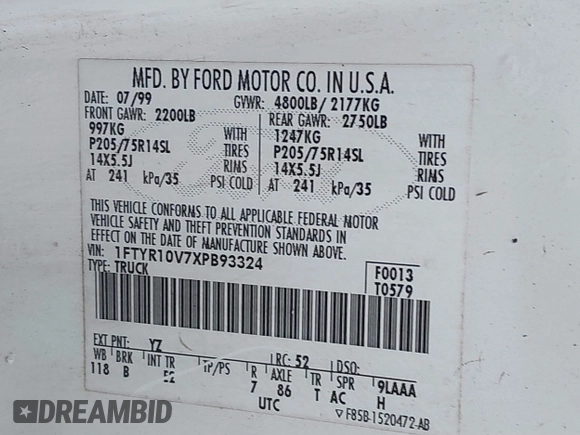 MFD. BY FORD MOTOR CO. IN U.S.A.
DATE: 07/99 GVWR: 4800LB/2177KG
FRONT GAWR: 2200LB REAR GAWR: 2750LB
997KG WITH 1247KG WITH
P205/75R14SL TIRES P205/75R14SL TIRES
14X5.5J RIMS 14X5.5J RIMS
AT 241 kPa/35 PSI COLD AT 241 kPa/35 PSI COLD
THIS VEHICLE CONFORMS TO ALL APPLICABLE FEDERAL MOTOR
VEHICLE SAFETY AND THEFT PREVENTION STANDARDS IN
EFFECT ON THE DATE OF MANUFACTURE SHOWN ABOVE.
VIN: 1FTYR10V7XPB93324 F0013
TYPE: TRUCK T0579
EXT PNT: YZ RC: 52 DSO:
WB BRK INT TR TP/PS R AXLE TR SPR 9LAAA
118 B 7 86 T AC H
UTC F85B-1520472-AB
DREAMBID